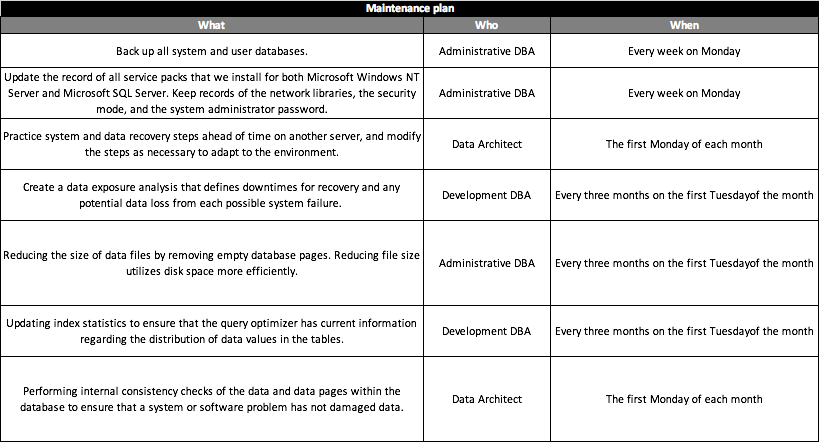 Maintenance plan
What Who When
Back up all system and user databases. Administrative DBA Every week on Monday
Update the record of all service packs that we install for both Microsoft Windows NT
Server and Microsoft SQL Server. Keep records of the network libraries, the security
mode, and the system administrator password.
Administrative DBA Every week on Monday
Practice system and data recovery steps ahead of time on another server, and modify
the steps as necessary to adapt to the environment.
Data Architect The first Monday of each month
Create a data exposure analysis that defines downtimes for recovery and any
potential data loss from each possible system failure.
Development DBA Every three months on the first Tuesdayof the month
Reducing the size of data files by removing empty database pages. Reducing file size
utilizes disk space more efficiently.
Administrative DBA Every three months on the first Tuesdayof the month
Updating index statistics to ensure that the query optimizer has current information
regarding the distribution of data values in the tables.
Development DBA Every three months on the first Tuesdayof the month
Performing internal consistency checks of the data and data pages within the
database to ensure that a system or software problem has not damaged data.
Data Architect The first Monday of each month